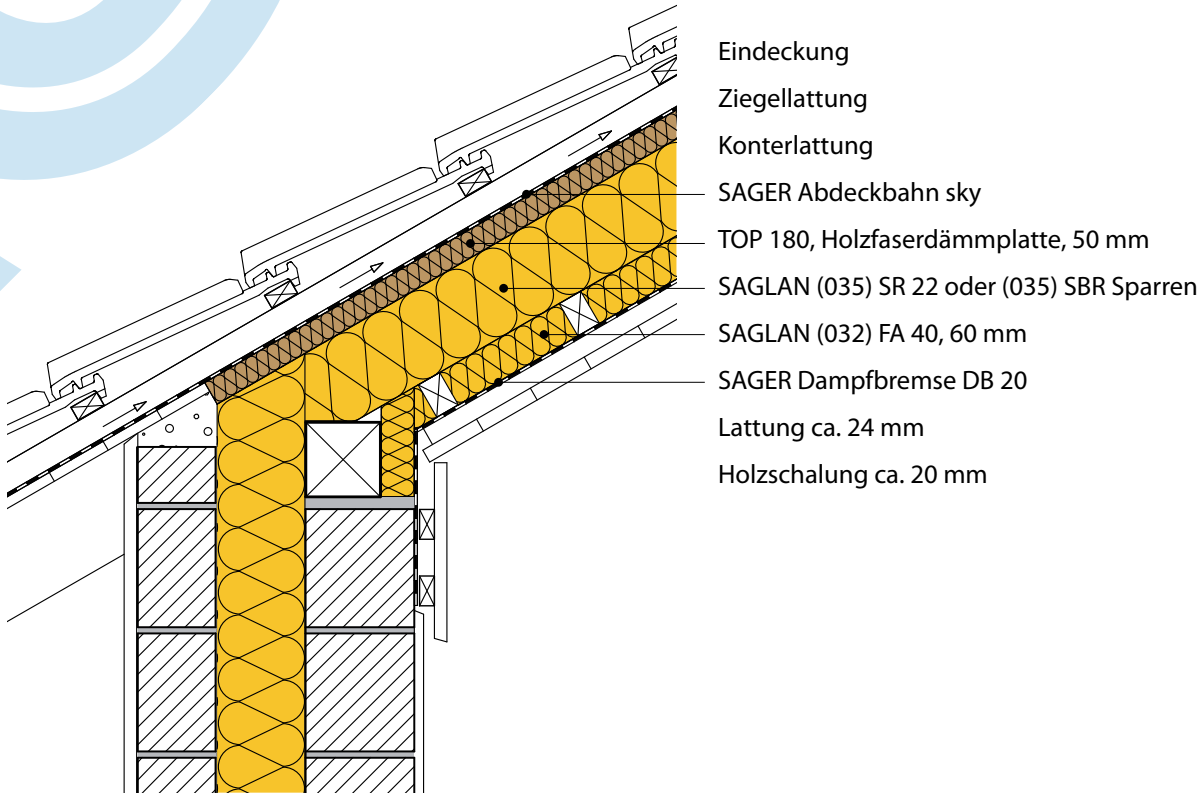 Eindeckung
Ziegellattung
Konterlattung
SAGER Abdeckbahn sky
TOP 180, Holzfaserdämmplatte, 50 mm
SAGLAN (035) SR 22 oder (035) SBR Sparren
SAGLAN (032) FA 40, 60 mm
SAGER Dampfbremse DB 20
Lattung ca. 24 mm
Holzschalung ca. 20 mm